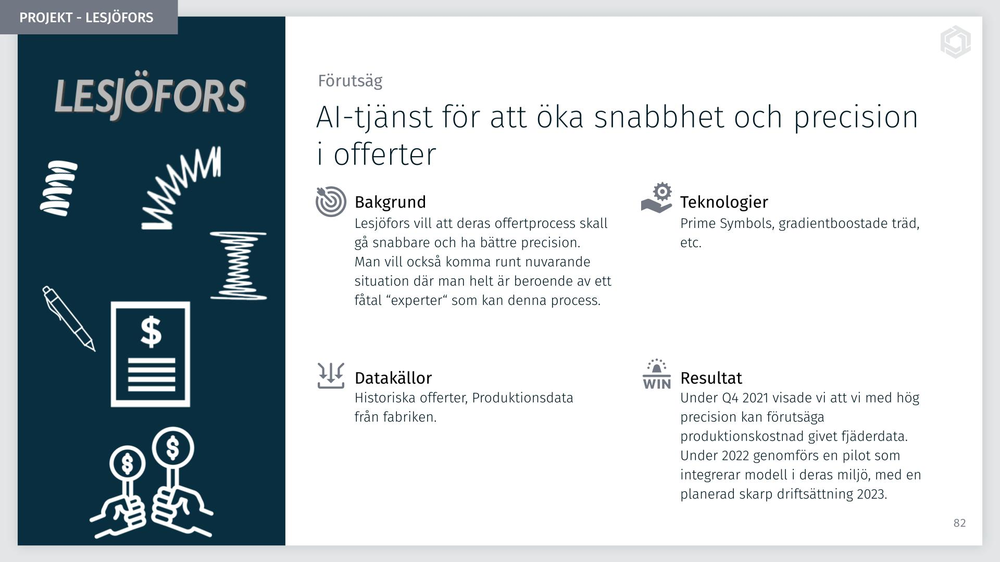 PROJEKT - LESJÖFORS
LESJÖFORS
$
$
$
Förutsäg
AI-tjänst för att öka snabbhet och precision
i offerter
Bakgrund
Lesjöfors vill att deras offertprocess skall
gå snabbare och ha bättre precision.
Man vill också komma runt nuvarande
situation där man helt är beroende av ett
fåtal “experter“ som kan denna process.
Teknologier
Prime Symbols, gradientboostade träd,
etc.
Datakällor
Historiska offerter, Produktionsdata
från fabriken.
WIN
Resultat
Under Q4 2021 visade vi att vi med hög
precision kan förutsäga
produktionskostnad givet fjäderdata.
Under 2022 genomförs en pilot som
integrerar modell i deras miljö, med en
planerad skarp driftsättning 2023.
82